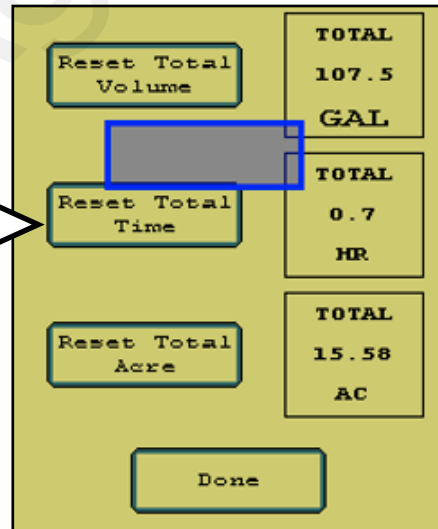 Reset Total
Volume
TOTAL
107.5
GAL
Reset Total
Time
TOTAL
0.7
HR
Reset Total
Acre
TOTAL
15.58
AC
Done